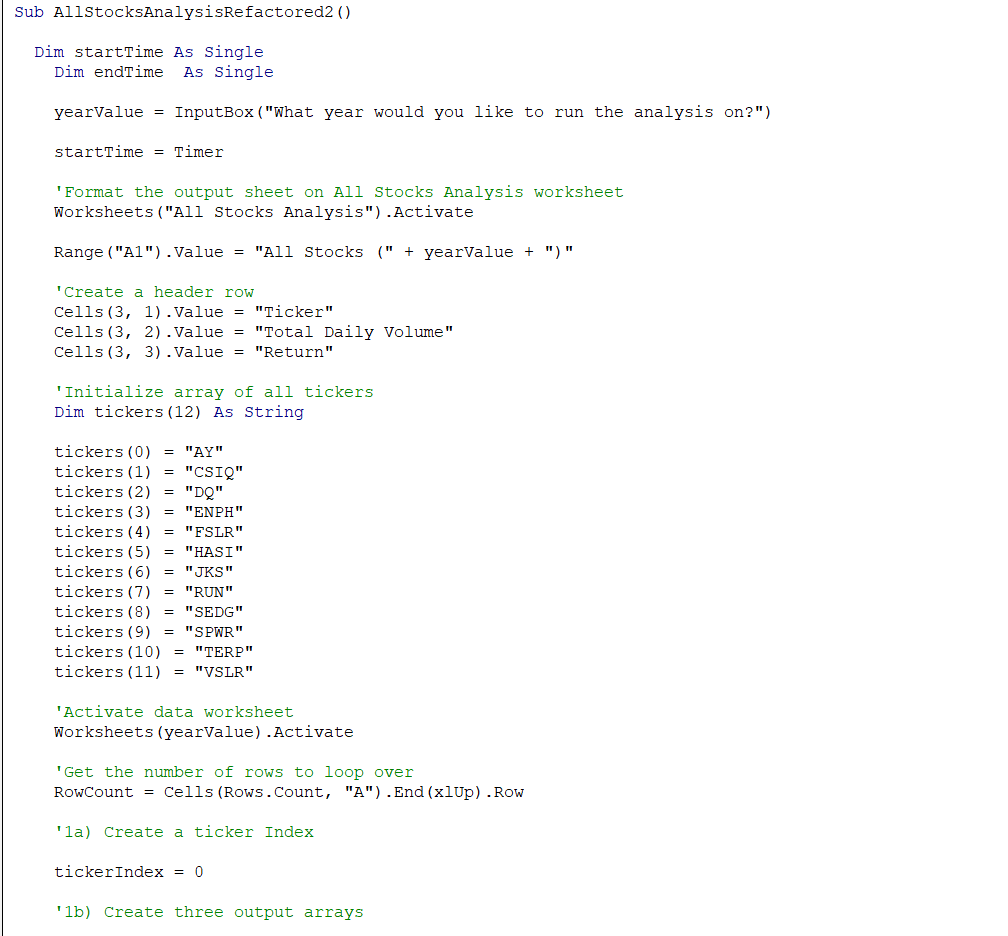 Sub AllStocksAnalysisRefactored2()
Dim startTime As Single
Dim endTime  As Single
yearValue = InputBox("What year would you like to run the analysis on?")
startTime = Timer
'Format the output sheet on All Stocks Analysis worksheet
Worksheets("All Stocks Analysis").Activate
Range("A1").Value = "All Stocks (" + yearValue + ")"
'Create a header row
Cells(3, 1).Value = "Ticker"
Cells(3, 2).Value = "Total Daily Volume"
Cells(3, 3).Value = "Return"
'Initialize array of all tickers
Dim tickers(12) As String
tickers(0) = "AY"
tickers(1) = "CSIQ"
tickers(2) = "DQ"
tickers(3) = "ENPH"
tickers(4) = "FSLR"
tickers(5) = "HASI"
tickers(6) = "JKS"
tickers(7) = "RUN"
tickers(8) = "SEDG"
tickers(9) = "SPWR"
tickers(10) = "TERP"
tickers(11) = "VSLR"
'Activate data worksheet
Worksheets(yearValue).Activate
'Get the number of rows to loop over
RowCount = Cells(Rows.Count, "A").End(xlUp).Row
'1a) Create a ticker Index
tickerIndex = 0
'1b) Create three output arrays